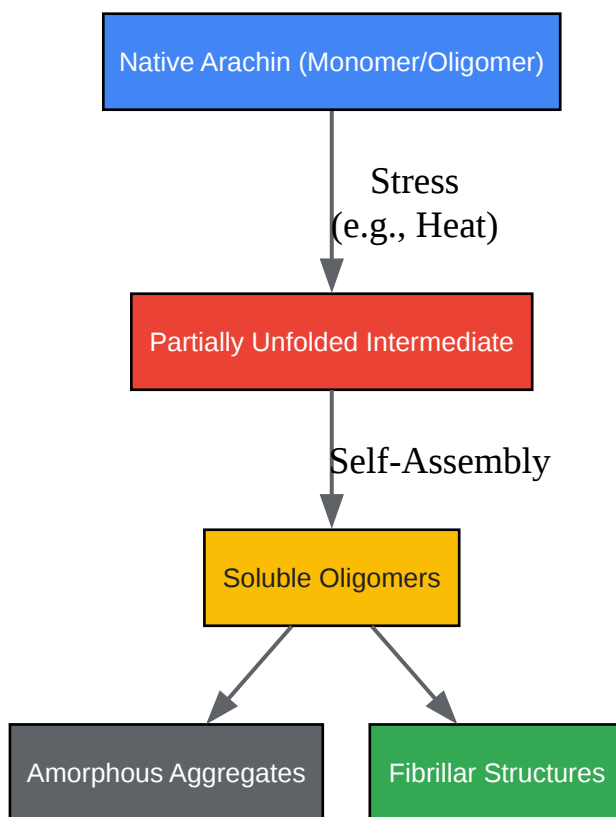 Native Arachin (Monomer/Oligomer)
Stress
(e.g., Heat)
Partially Unfolded Intermediate
Self-Assembly
Soluble Oligomers
Amorphous Aggregates
Fibrillar Structures